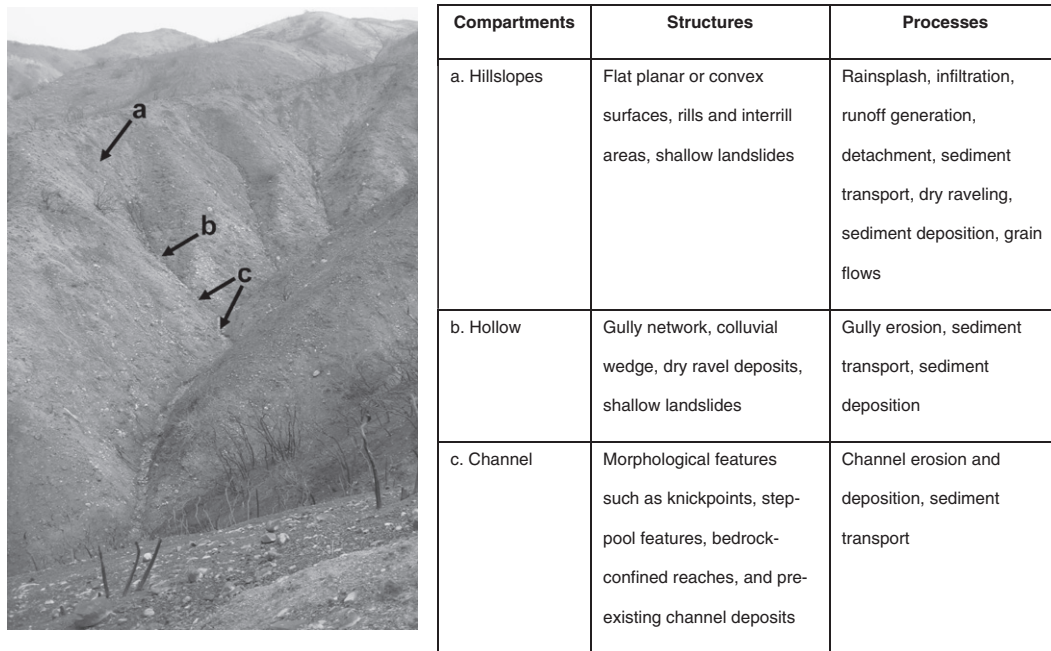 a
b
c
Compartments Structures Processes
a. Hillslopes
Flat planar or convex
surfaces, rills and interrill
areas, shallow landslides
Rainsplash, infiltration,
runoff generation,
detachment, sediment
transport, dry raveling,
sediment deposition, grain
flows
b. Hollow
Gully network, colluvial
wedge, dry ravel deposits,
shallow landslides
Gully erosion, sediment
transport, sediment
deposition
c. Channel
Morphological features
such as knickpoints, step-
pool features, bedrock-
confined reaches, and pre-
existing channel deposits
Channel erosion and
deposition, sediment
transport